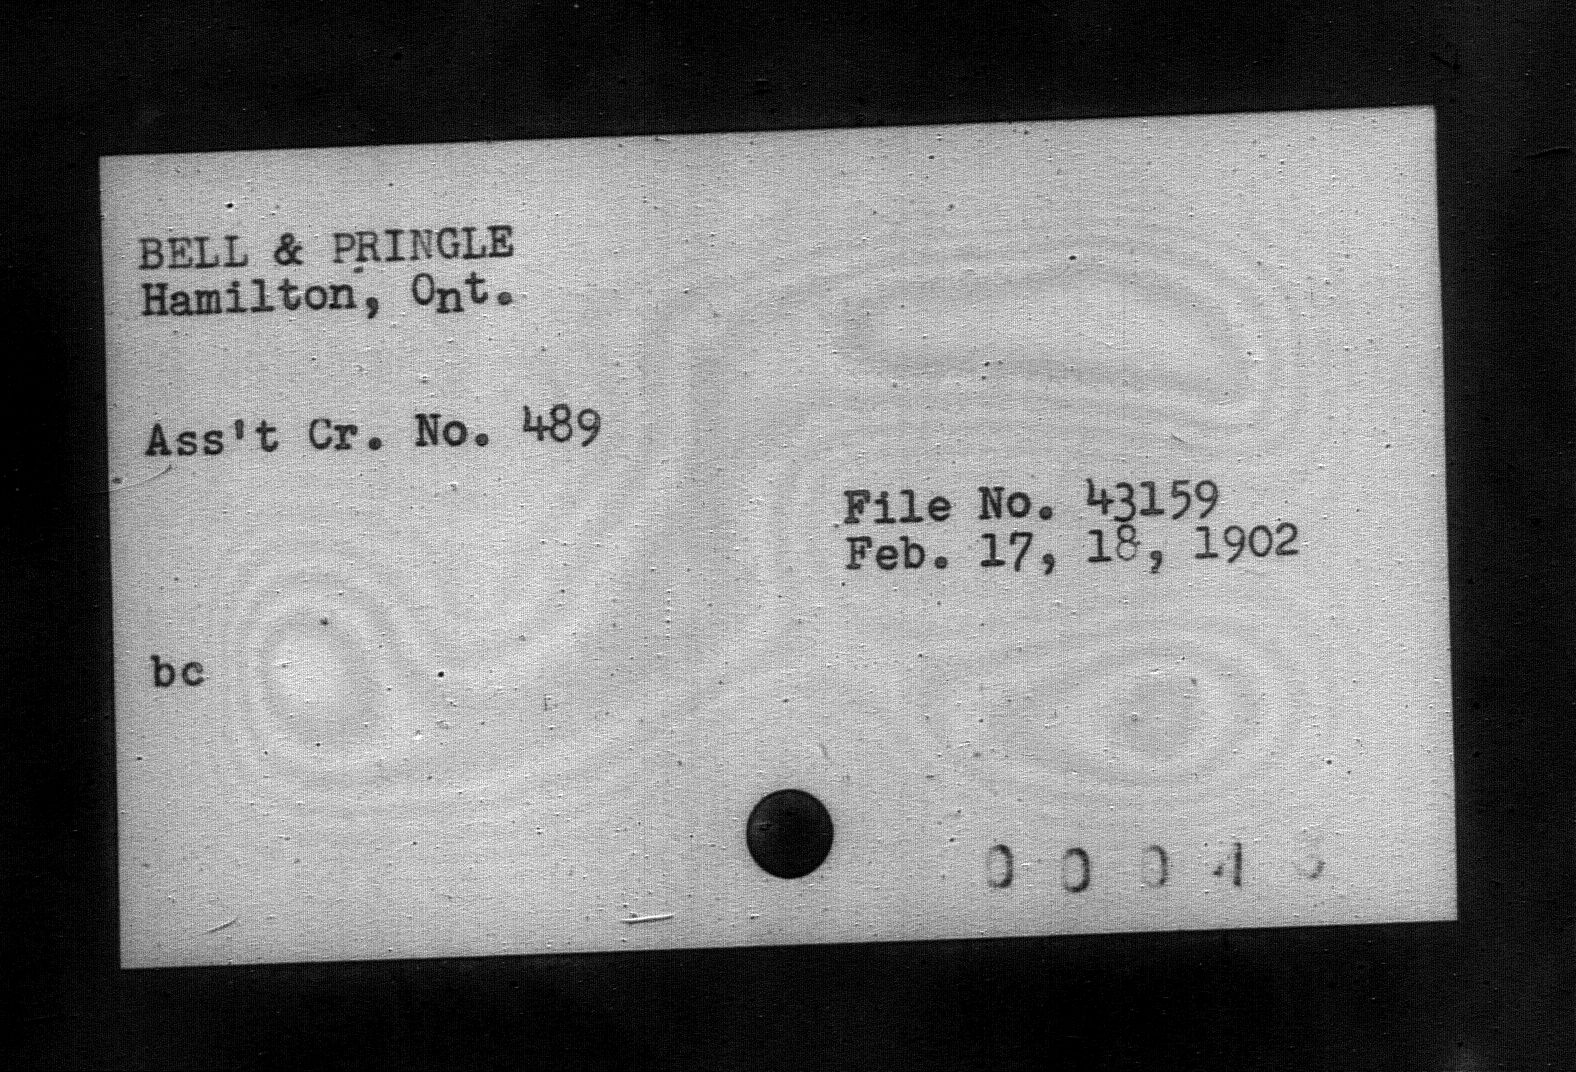 BELL & PRINGLE
Hamilton, Ont.
Ass't Cr. No. 489
File No. 43159
Feb. 17, 18, 1902
bc